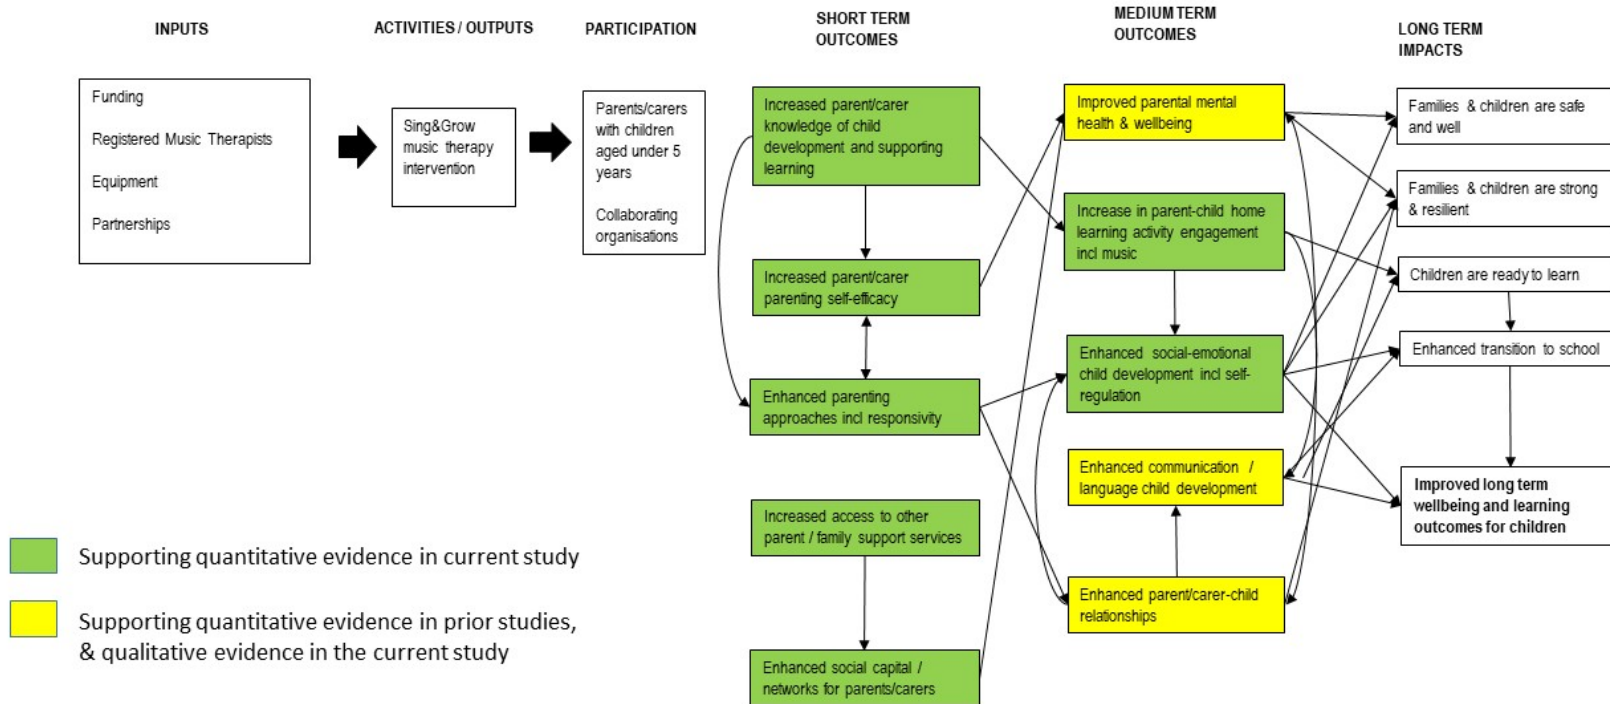 INPUTS
ACTIVITIES / OUTPUTS
PARTICIPATION
SHORT TERM
OUTCOMES
MEDIUM TERM
OUTCOMES
LONG TERM
IMPACTS
Funding
Registered Music Therapists
Equipment
Partnerships
Sing&Grow
music therapy
intervention
Parents/carers
with children
aged under 5
years
Collaborating
organisations
Increased parent/carer
knowledge of child
development and supporting
learning
Increased parent/carer
parenting self-efficacy
Enhanced parenting
approaches incl responsivity
Increased access to other
parent / family support services
Enhanced social capital /
networks for parents/carers
Improved parental mental
health & wellbeing
Increase in parent-child home
learning activity engagement
incl music
Enhanced social-emotional
child development incl self-
regulation
Enhanced communication /
language child development
Enhanced parent/carer-child
relationships
Families & children are safe
and well
Families & children are strong
& resilient
Children are ready to learn
Enhanced transition to school
Improved long term
wellbeing and learning
outcomes for children
Supporting quantitative evidence in current study
Supporting quantitative evidence in prior studies,
& qualitative evidence in the current study